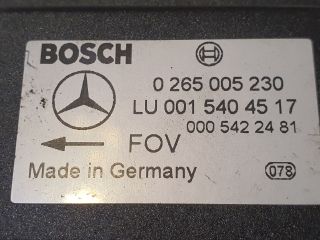 BOSCH
0 265 005 230
LU 001 540 45 17
000 542 24 81
FOV
Made in Germany
078